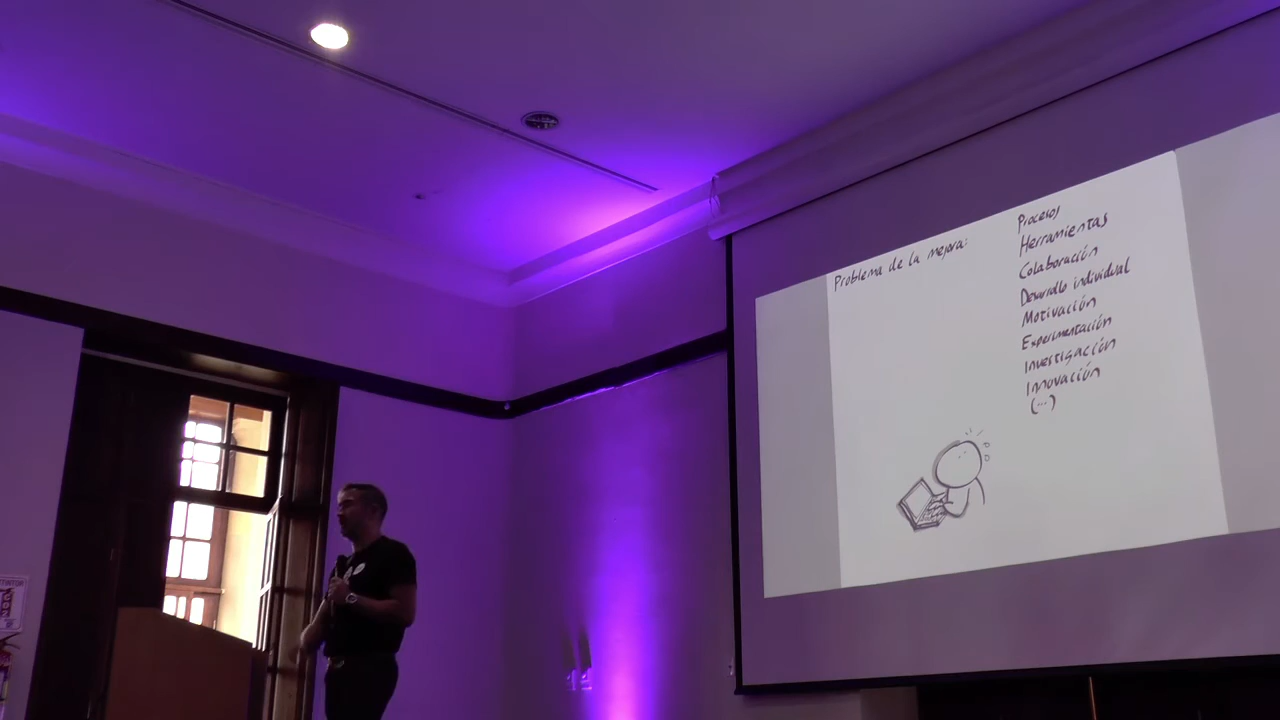 Problema de la mejora:
Procesos
Herramientas
Colaboración
Desarrollo individual
Motivación
Experimentación
Investigación
Innovación
(...)